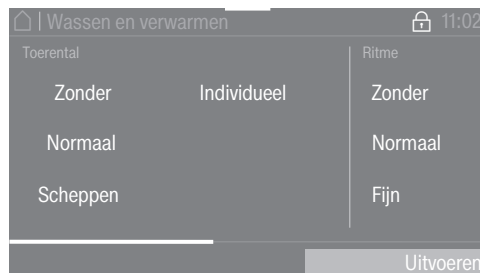 | Wassen en verwarmen 11:02
Toerental Ritme
Zonder Individueel Zonder
Normaal Normaal
Scheppen Fijn
Uitvoeren